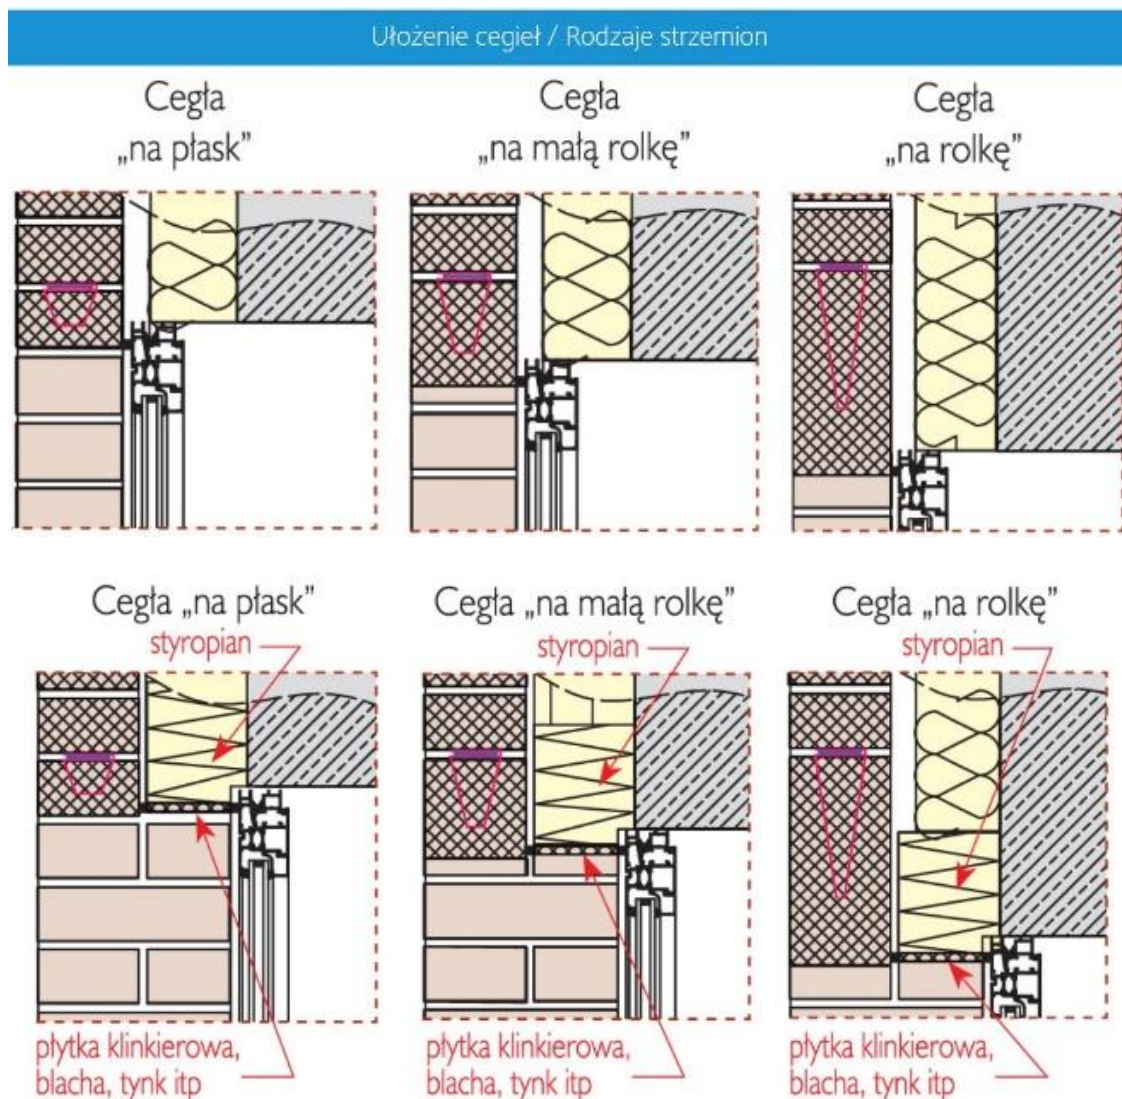 Ułożenie cegieł / Rodzaje strzemion
Cegła
„na płask”
Cegła
„na małą rolkę”
Cegła
„na rolkę”
Cegła „na płask”
styropian
płytka klinkierowa,
blacha, tynk itp
Cegła „na małą rolkę”
styropian
płytka klinkierowa,
blacha, tynk itp
Cegła „na rolkę”
styropian
płytka klinkierowa,
blacha, tynk itp